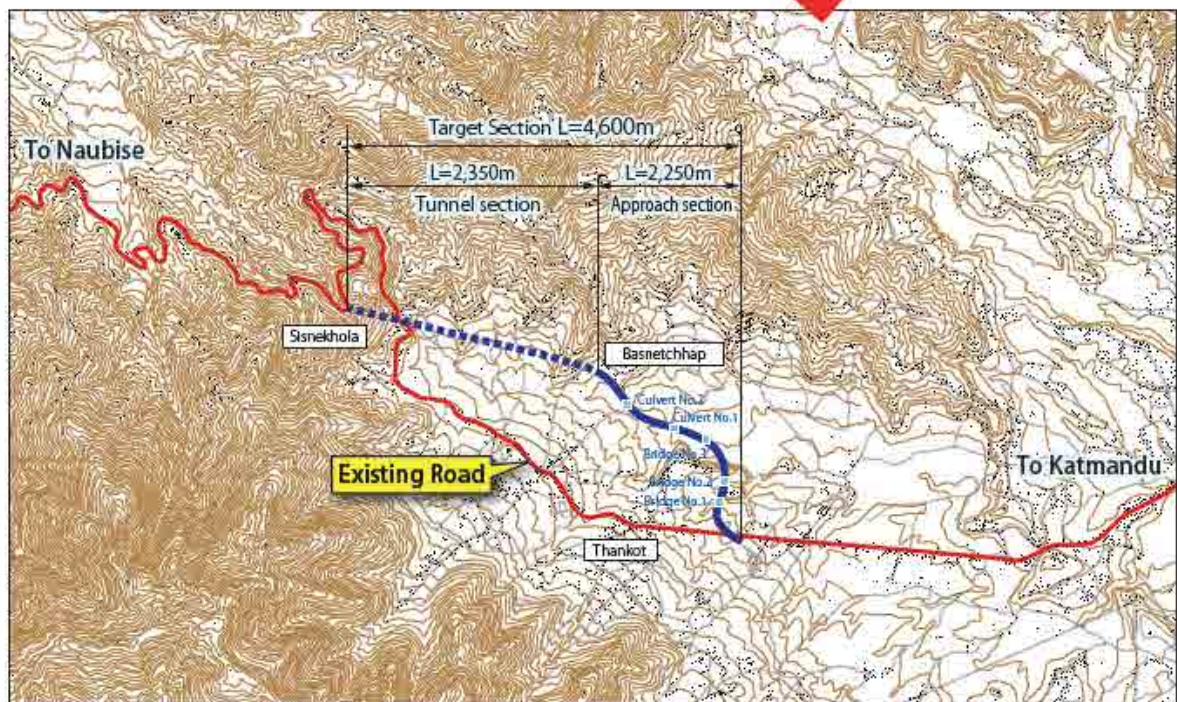 Target Section L=4,600m
To Naubise
L=2,350m
L=2,250m
Tunnel section
Approach section
Sisnekhola
Basnetchhap
Culvert No.2
Culvert No.1
Bridge No.3
Existing Road
To Katmandu
Bridge No.2
Bridge No.1
Thankot